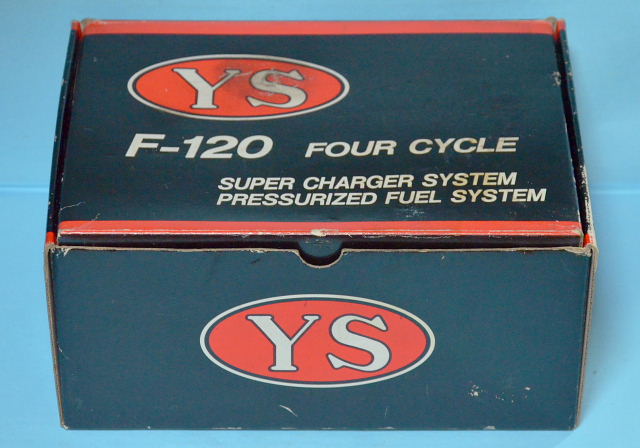 YS
F-120 FOUR CYCLE
SUPER CHARGER SYSTEM
PRESSURIZED FUEL SYSTEM
YS